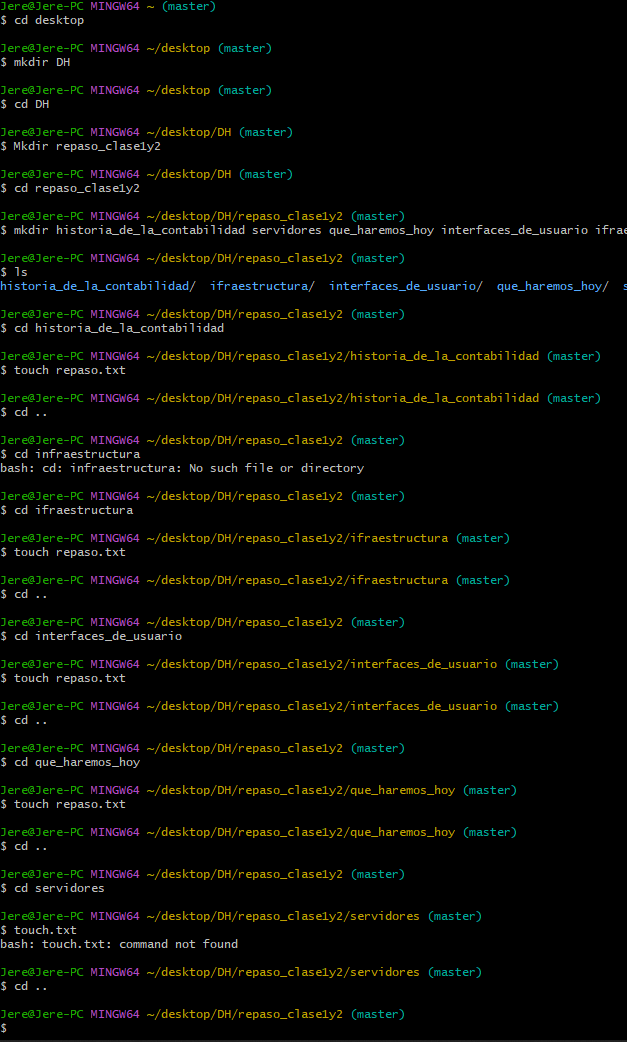 Jere@Jere-PC MINGW64 ~ (master)
$ cd desktop
Jere@Jere-PC MINGW64 ~/desktop (master)
$ mkdir DH
Jere@Jere-PC MINGW64 ~/desktop (master)
$ cd DH
Jere@Jere-PC MINGW64 ~/desktop/DH (master)
$ Mkdir repaso_clase1y2
Jere@Jere-PC MINGW64 ~/desktop/DH (master)
$ cd repaso_clase1y2
Jere@Jere-PC MINGW64 ~/desktop/DH/repaso_clase1y2 (master)
$ mkdir historia_de_la_contabilidad servidores que_haremos_hoy interfaces_de_usuario ifrae
Jere@Jere-PC MINGW64 ~/desktop/DH/repaso_clase1y2 (master)
$ ls
historia_de_la_contabilidad/  ifraestructura/  interfaces_de_usuario/  que_haremos_hoy/  s
Jere@Jere-PC MINGW64 ~/desktop/DH/repaso_clase1y2 (master)
$ cd historia_de_la_contabilidad
Jere@Jere-PC MINGW64 ~/desktop/DH/repaso_clase1y2/historia_de_la_contabilidad (master)
$ touch repaso.txt
Jere@Jere-PC MINGW64 ~/desktop/DH/repaso_clase1y2/historia_de_la_contabilidad (master)
$ cd ..
Jere@Jere-PC MINGW64 ~/desktop/DH/repaso_clase1y2 (master)
$ cd infraestructura
bash: cd: infraestructura: No such file or directory
Jere@Jere-PC MINGW64 ~/desktop/DH/repaso_clase1y2 (master)
$ cd ifraestructura
Jere@Jere-PC MINGW64 ~/desktop/DH/repaso_clase1y2/ifraestructura (master)
$ touch repaso.txt
Jere@Jere-PC MINGW64 ~/desktop/DH/repaso_clase1y2/ifraestructura (master)
$ cd ..
Jere@Jere-PC MINGW64 ~/desktop/DH/repaso_clase1y2 (master)
$ cd interfaces_de_usuario
Jere@Jere-PC MINGW64 ~/desktop/DH/repaso_clase1y2/interfaces_de_usuario (master)
$ touch repaso.txt
Jere@Jere-PC MINGW64 ~/desktop/DH/repaso_clase1y2/interfaces_de_usuario (master)
$ cd ..
Jere@Jere-PC MINGW64 ~/desktop/DH/repaso_clase1y2 (master)
$ cd que_haremos_hoy
Jere@Jere-PC MINGW64 ~/desktop/DH/repaso_clase1y2/que_haremos_hoy (master)
$ touch repaso.txt
Jere@Jere-PC MINGW64 ~/desktop/DH/repaso_clase1y2/que_haremos_hoy (master)
$ cd ..
Jere@Jere-PC MINGW64 ~/desktop/DH/repaso_clase1y2 (master)
$ cd servidores
Jere@Jere-PC MINGW64 ~/desktop/DH/repaso_clase1y2/servidores (master)
$ touch.txt
bash: touch.txt: command not found
Jere@Jere-PC MINGW64 ~/desktop/DH/repaso_clase1y2/servidores (master)
$ cd ..
Jere@Jere-PC MINGW64 ~/desktop/DH/repaso_clase1y2 (master)
$